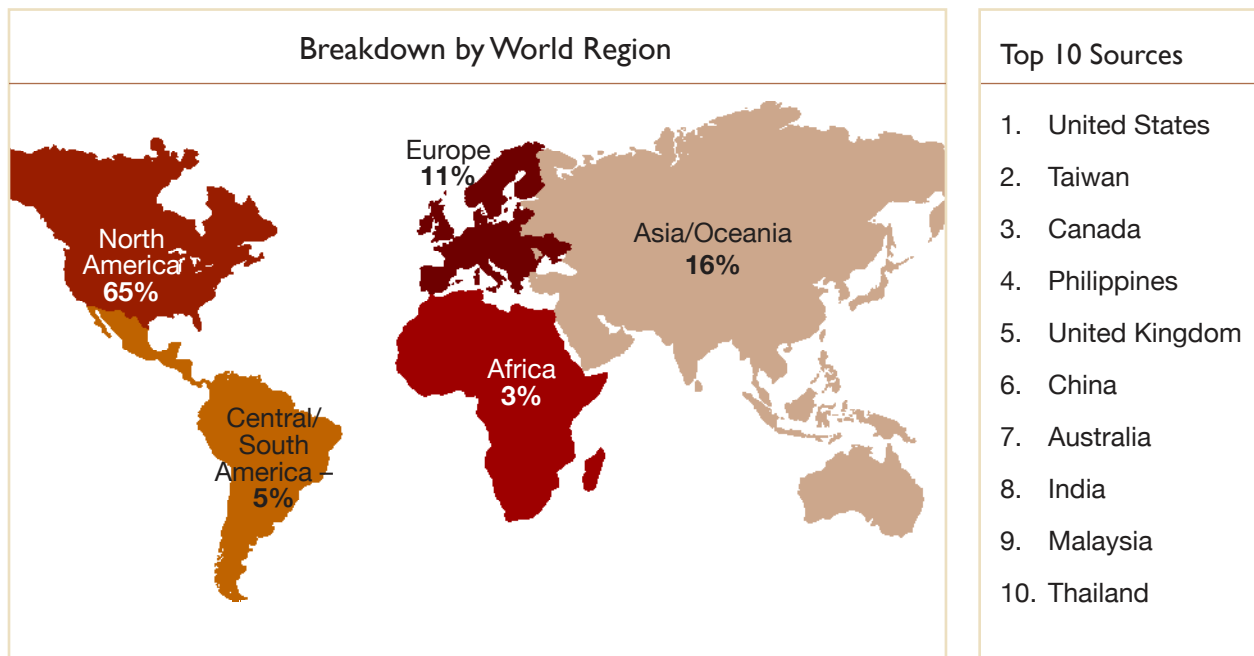 Breakdown by World Region
North
America
65%
Europe
11%
Asia/Oceania
16%
Africa
3%
Central/
South
America –
5%
Top 10 Sources
1. United States
2. Taiwan
3. Canada
4. Philippines
5. United Kingdom
6. China
7. Australia
8. India
9. Malaysia
10. Thailand